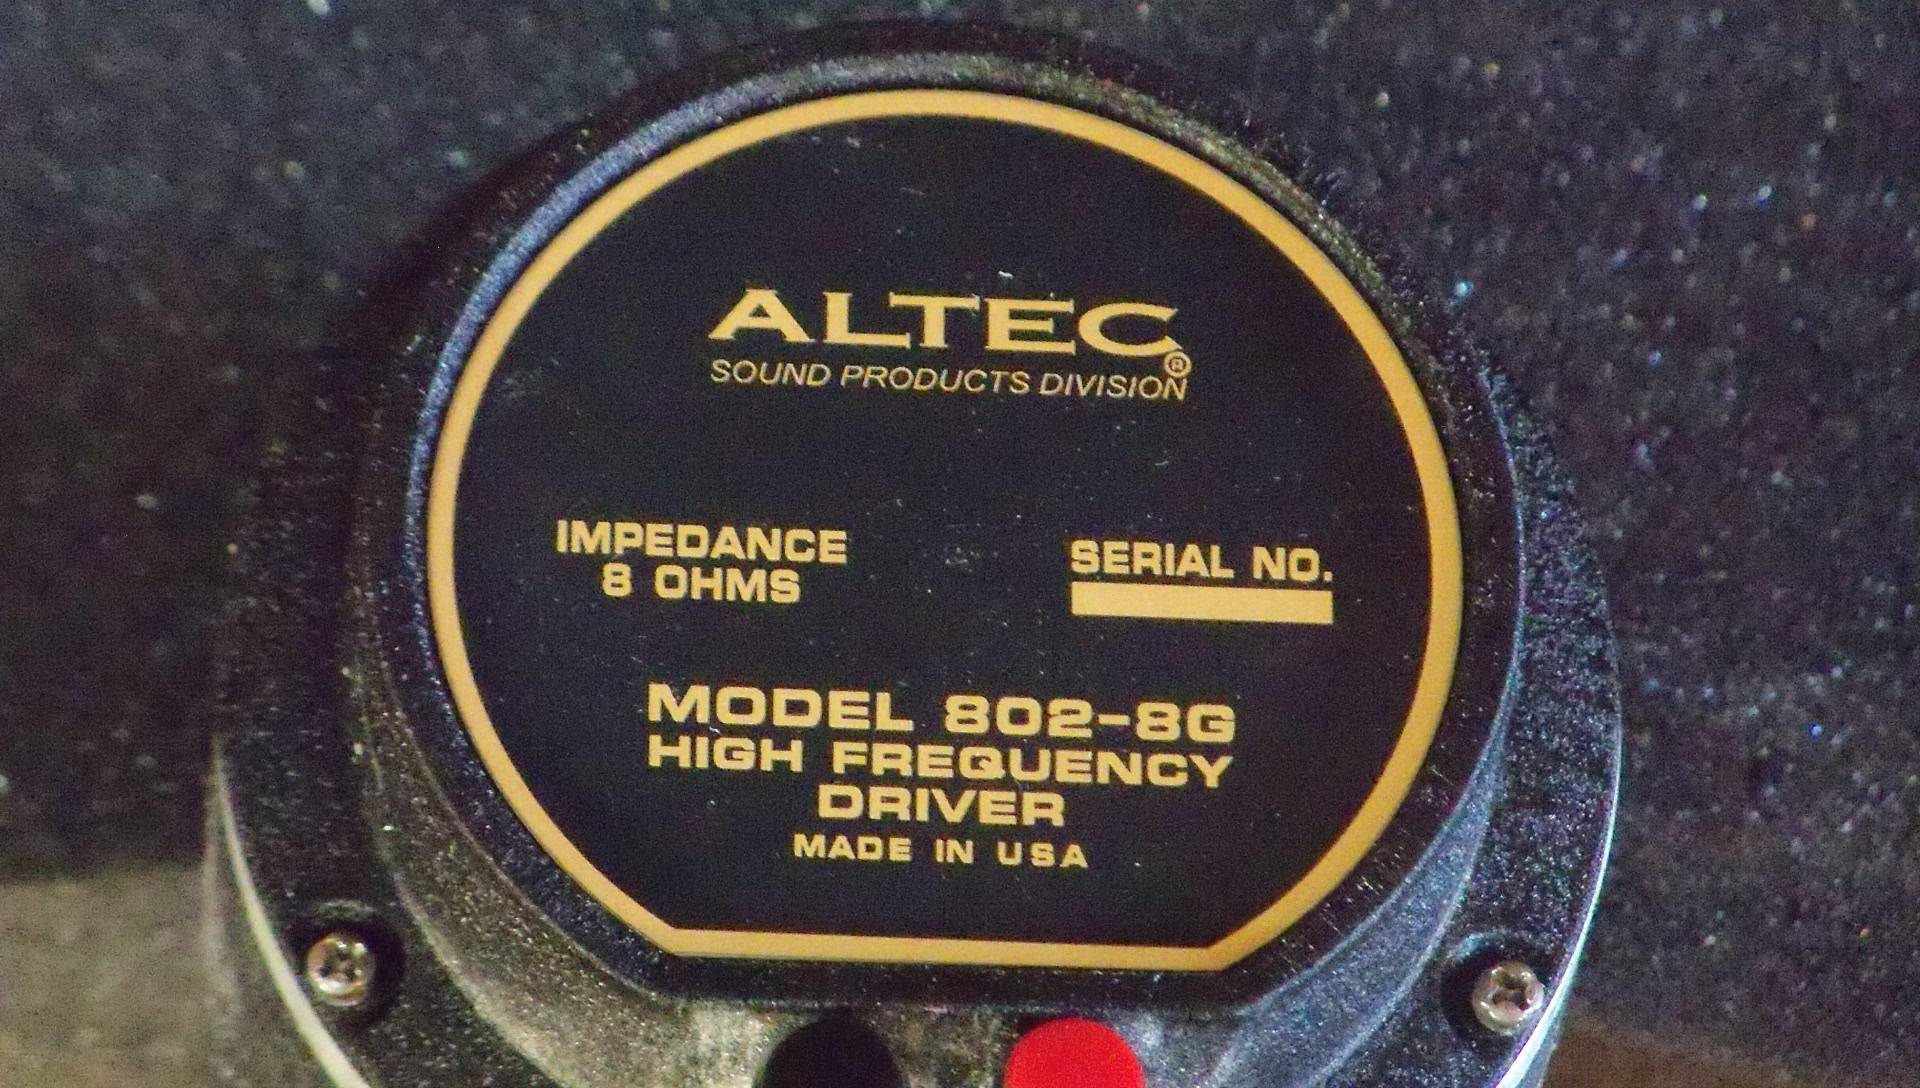 ALTEC
®
SOUND PRODUCTS DIVISION
IMPEDANCE
8 OHMS
SERIAL NO.
MODEL 802-8G
HIGH FREQUENCY
DRIVER
MADE IN USA